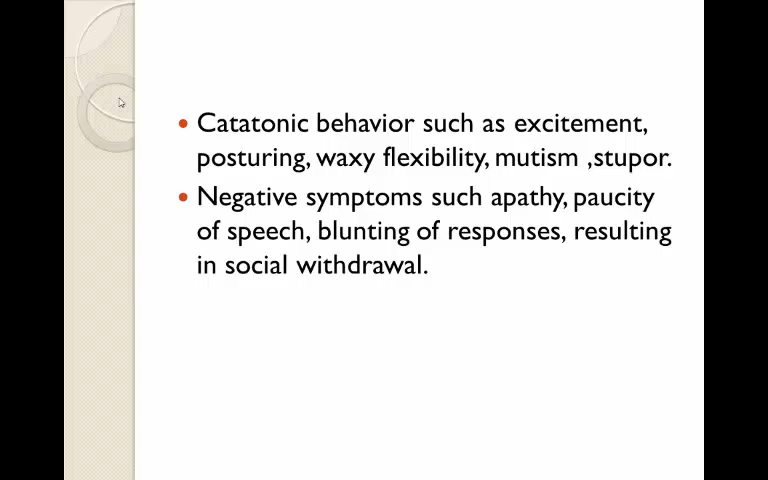 Catatonic behavior such as excitement,
posturing, waxy flexibility, mutism ,stupor.
Negative symptoms such apathy, paucity
of speech, blunting of responses, resulting
in social withdrawal.